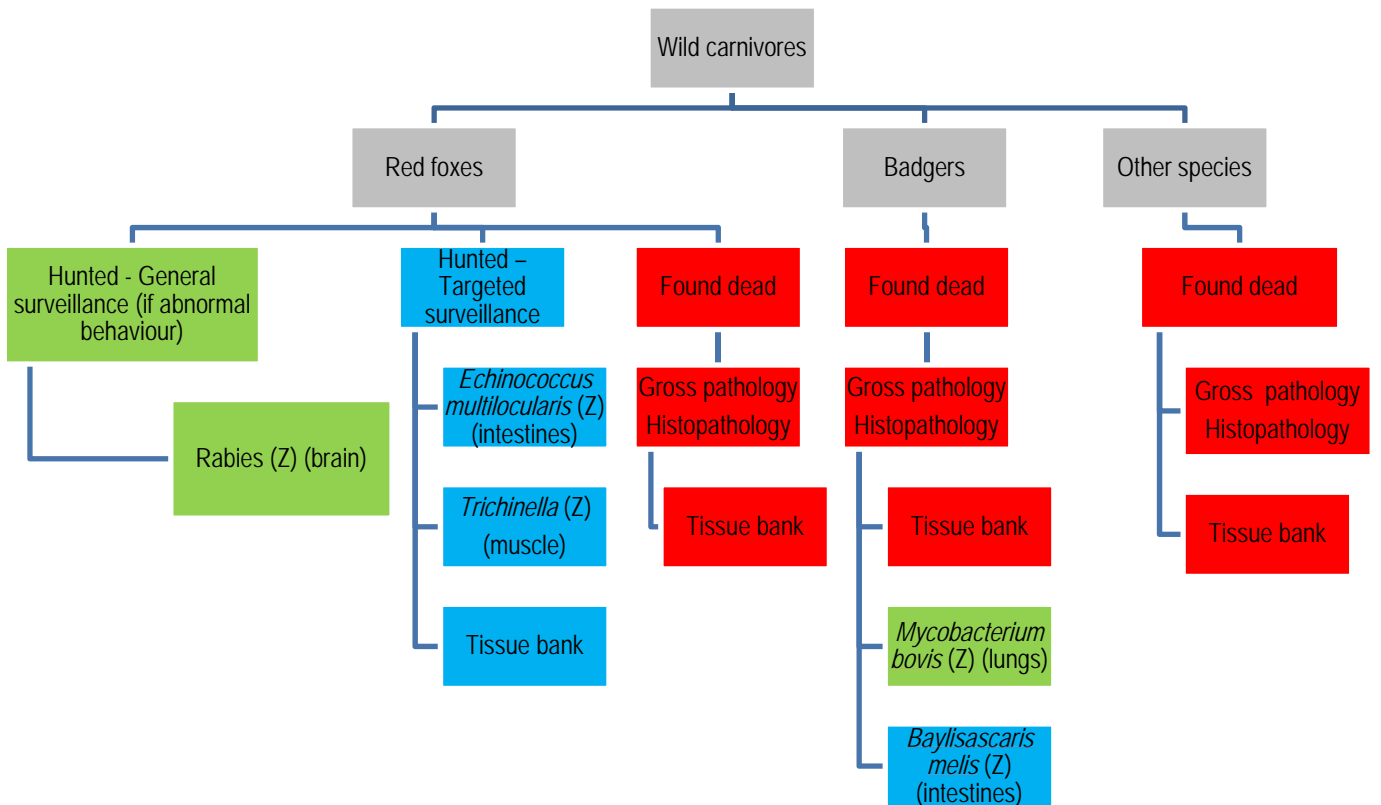 Wild carnivores
Red foxes
Badgers
Other species
Hunted - General
surveillance (if abnormal
behaviour)
Hunted –
Targeted
surveillance
Found dead
Found dead
Found dead
Rabies (Z) (brain)
Echinococcus
multilocularis (Z)
(intestines)
Trichinella (Z)
(muscle)
Tissue bank
Gross pathology
Histopathology
Tissue bank
Gross pathology
Histopathology
Tissue bank
Mycobacterium
bovis (Z) (lungs)
Baylisascaris
melis (Z)
(intestines)
Gross pathology
Histopathology
Tissue bank